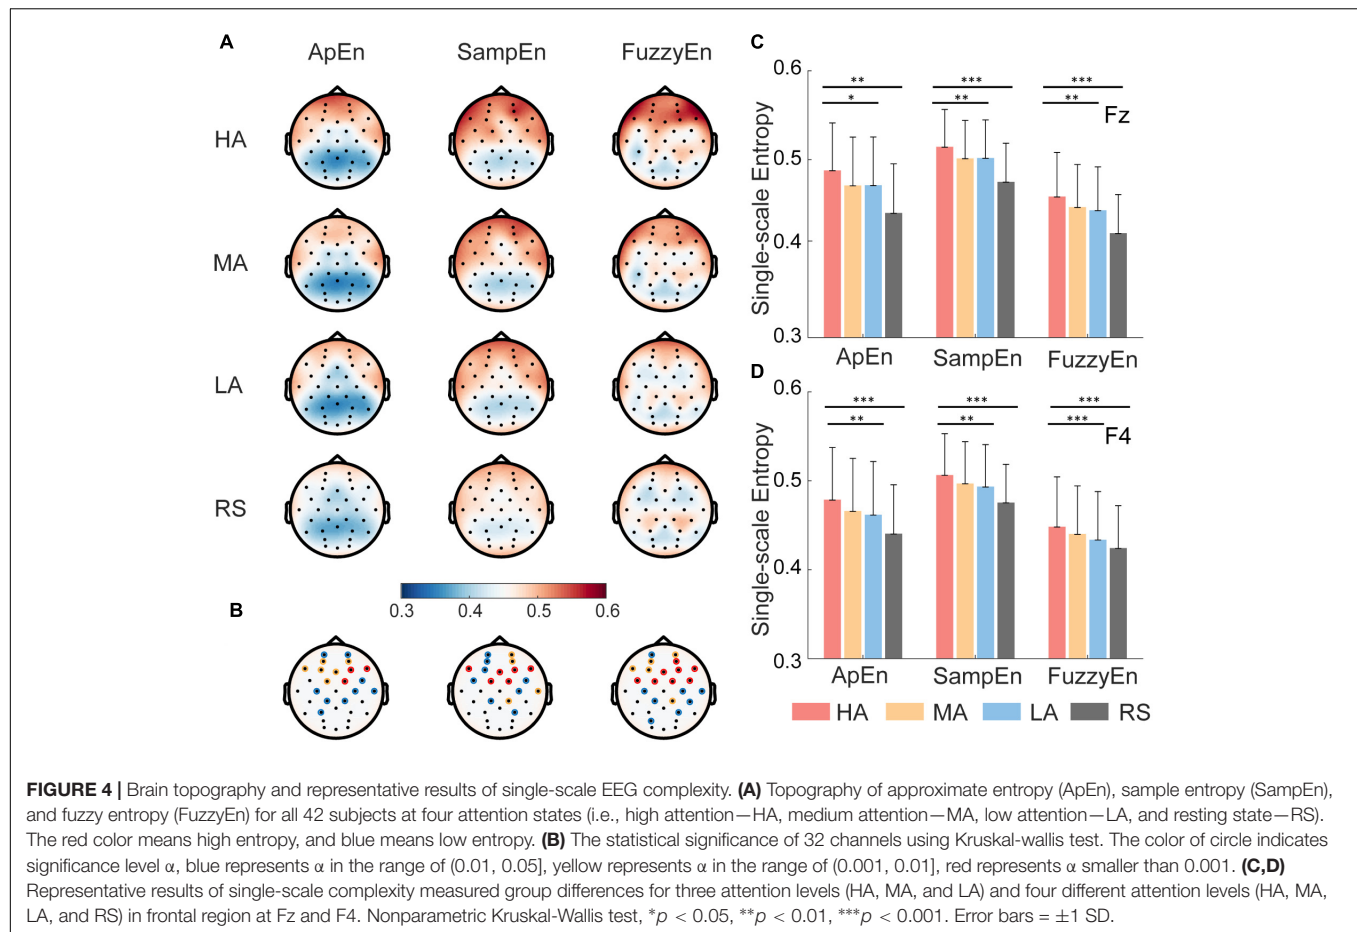 A
ApEn
SampEn
FuzzyEn
HA
MA
LA
RS
0.3
0.4
0.5
0.6
B
C
0.6
0.5
0.4
0.3
Single-scale Entropy
** *** ***
* ** **
Fz
ApEn
SampEn
FuzzyEn
D
0.6
0.5
0.4
0.3
Single-scale Entropy
*** *** ***
** ** ***
F4
ApEn
SampEn
FuzzyEn
HA MA LA RS
FIGURE 4 | Brain topography and representative results of single-scale EEG complexity. (A) Topography of approximate entropy (ApEn), sample entropy (SampEn),
and fuzzy entropy (FuzzyEn) for all 42 subjects at four attention states (i.e., high attention—HA, medium attention—MA, low attention—LA, and resting state—RS).
The red color means high entropy, and blue means low entropy. (B) The statistical significance of 32 channels using Kruskal-wallis test. The color of circle indicates
significance level α, blue represents α in the range of (0.01, 0.05], yellow represents α in the range of (0.001, 0.01], red represents α smaller than 0.001. (C,D)
Representative results of single-scale complexity measured group differences for three attention levels (HA, MA, and LA) and four different attention levels (HA, MA,
LA, and RS) in frontal region at Fz and F4. Nonparametric Kruskal-Wallis test, *p < 0.05, **p < 0.01, ***p < 0.001. Error bars = ±1 SD.